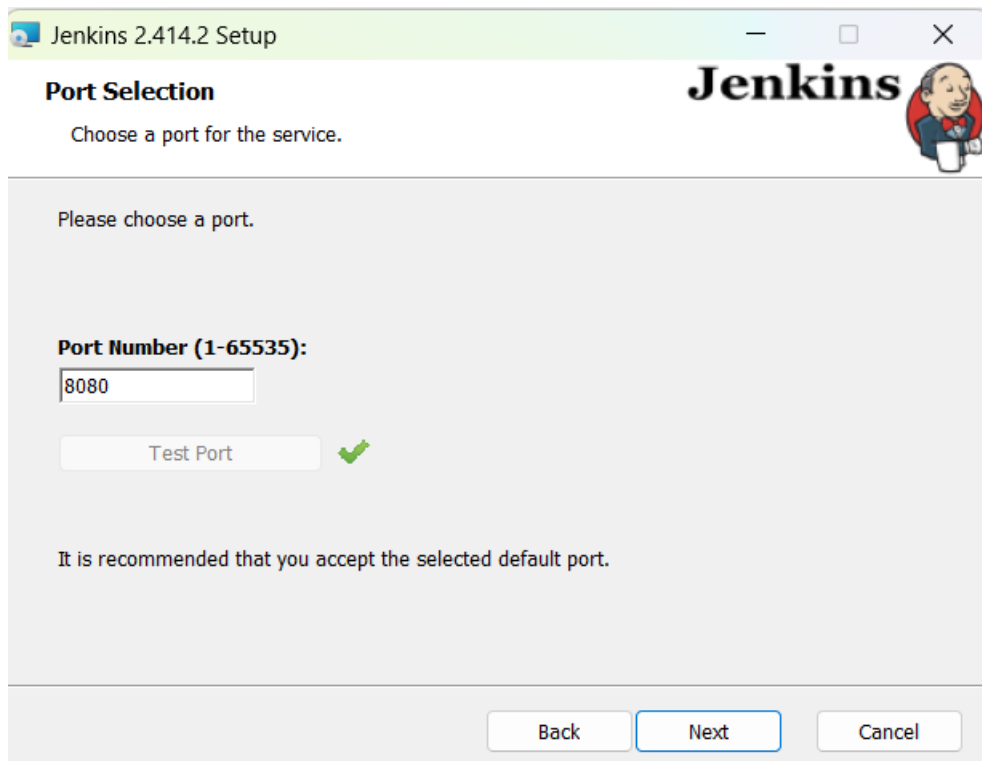 Jenkins 2.414.2 Setup
Port Selection
Jenkins
Choose a port for the service.
Please choose a port.
Port Number (1-65535):
8080
Test Port
It is recommended that you accept the selected default port.
Back Next Cancel